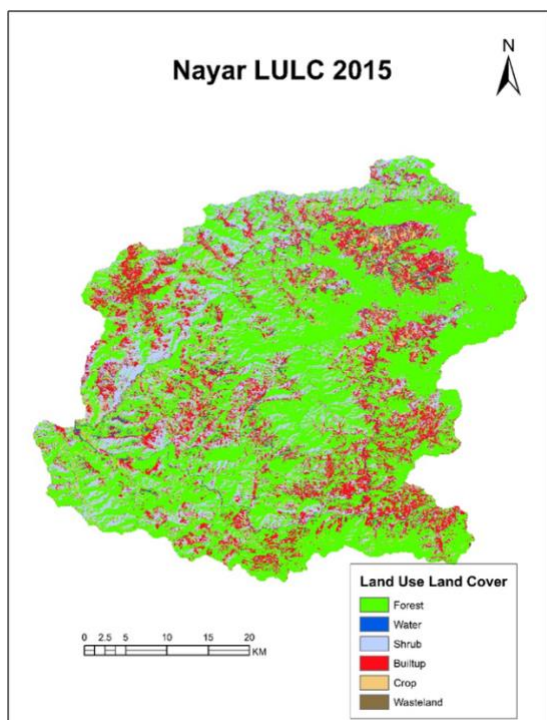 N
Nayar LULC 2015
Land Use Land Cover
Forest
Water
Shrub
Builtup
Crop
Wasteland
0 2.5 5 10 15 20
KM